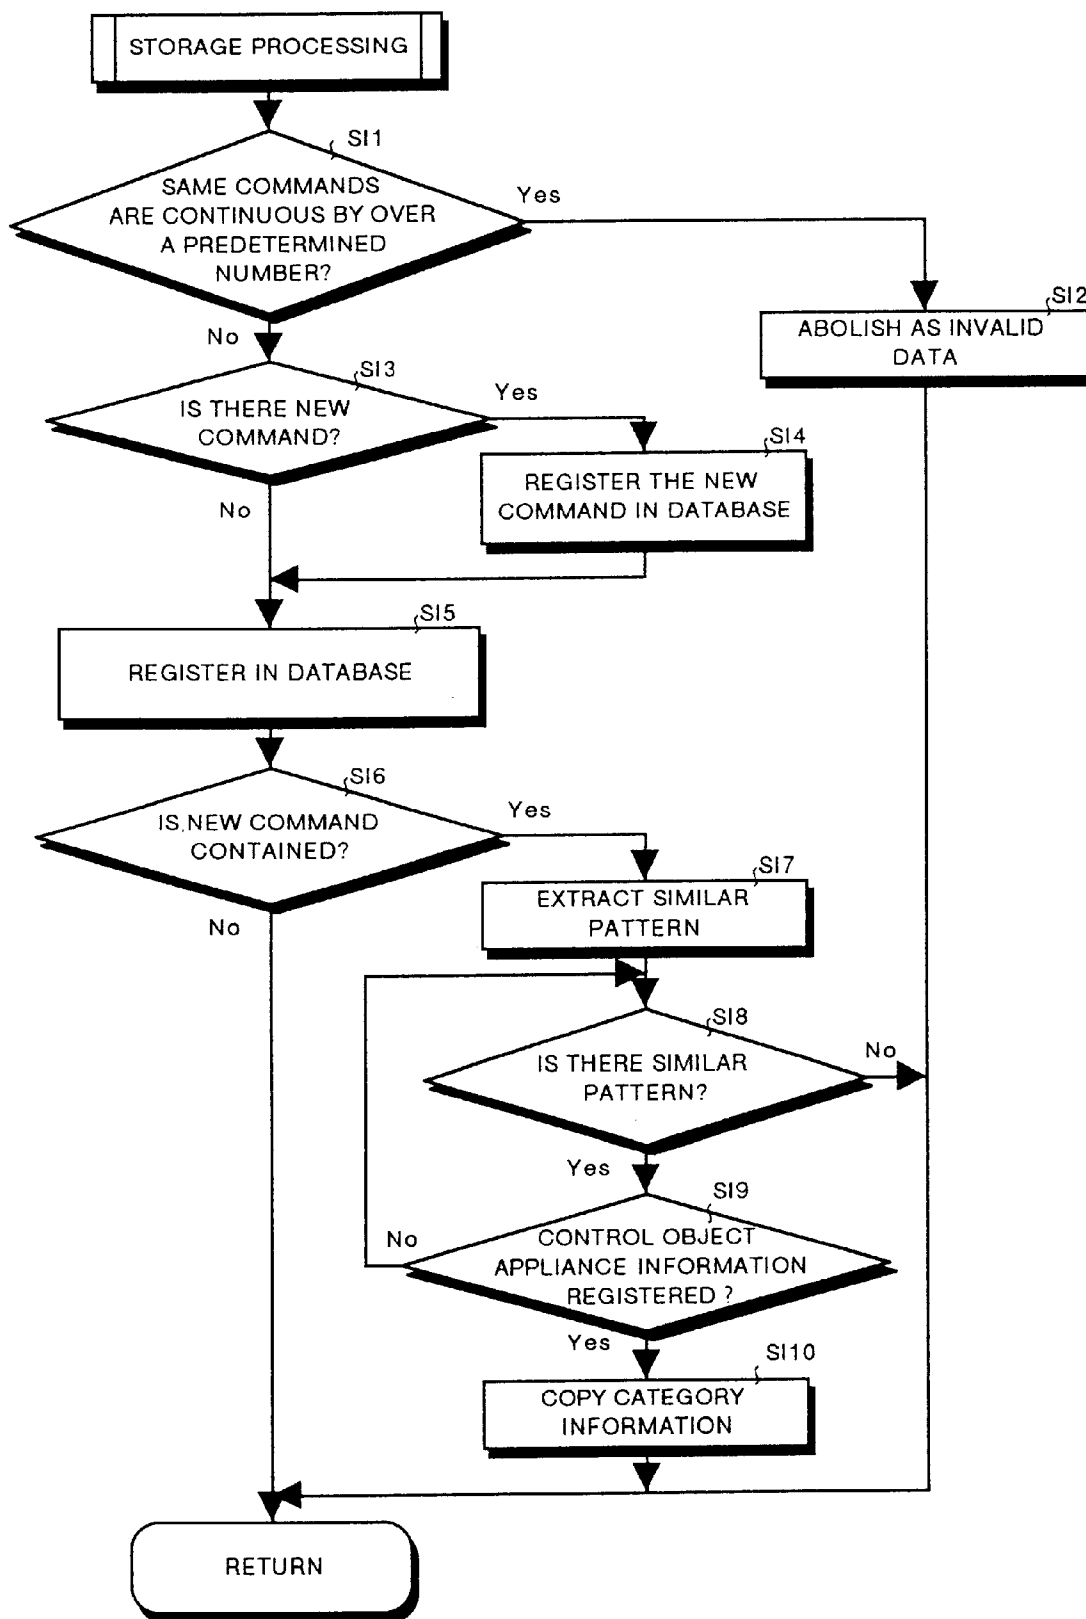 STORAGE PROCESSING
SI1
SAME COMMANDS
ARE CONTINUOUS BY OVER
A PREDETERMINED
NUMBER?
Yes
No
SI2
ABOLISH AS INVALID
DATA
SI3
IS THERE NEW
COMMAND?
Yes
No
SI4
REGISTER THE NEW
COMMAND IN DATABASE
SI5
REGISTER IN DATABASE
SI6
IS NEW COMMAND
CONTAINED?
Yes
No
SI7
EXTRACT SIMILAR
PATTERN
SI8
IS THERE SIMILAR
PATTERN?
No
Yes
SI9
CONTROL OBJECT
APPLIANCE INFORMATION
REGISTERED ?
No
Yes
SI10
COPY CATEGORY
INFORMATION
RETURN